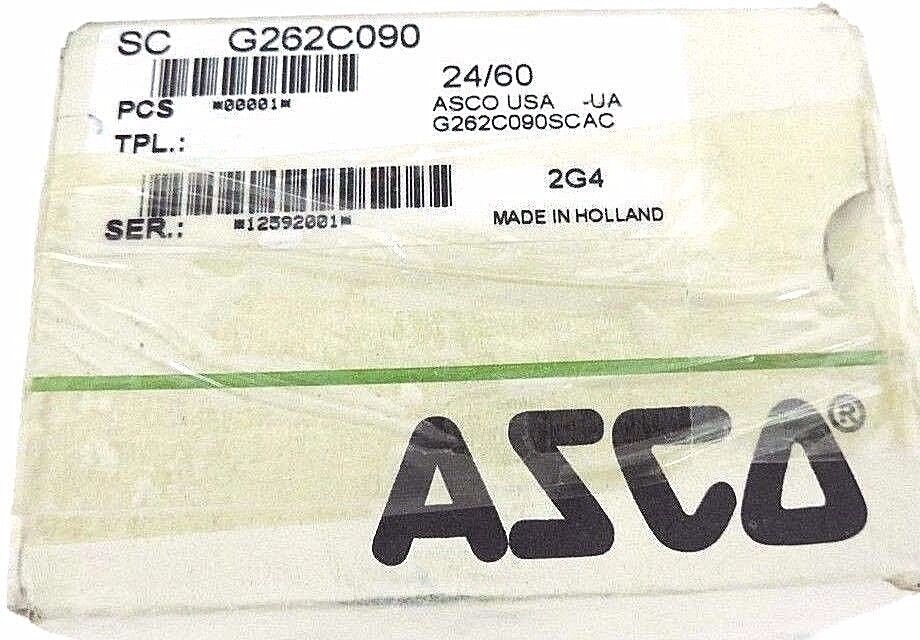 SC G262C090
24/60
PCS *00001*
ASCO USA -UA
G262C090SCAC
TPL.:
2G4
SER.: *12592001*
MADE IN HOLLAND
ASCO®